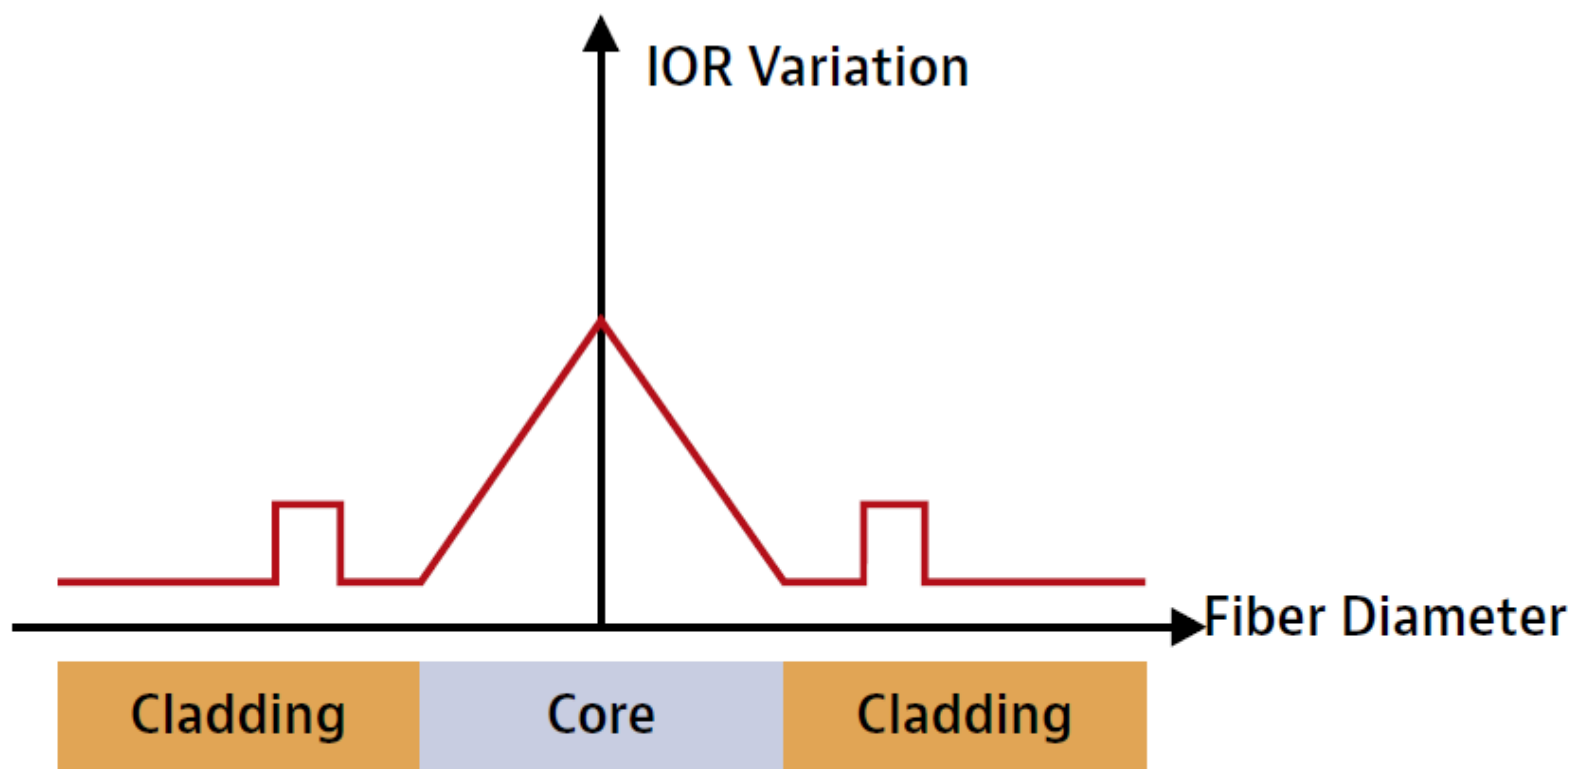 IOR Variation
Fiber Diameter
Cladding
Core
Cladding